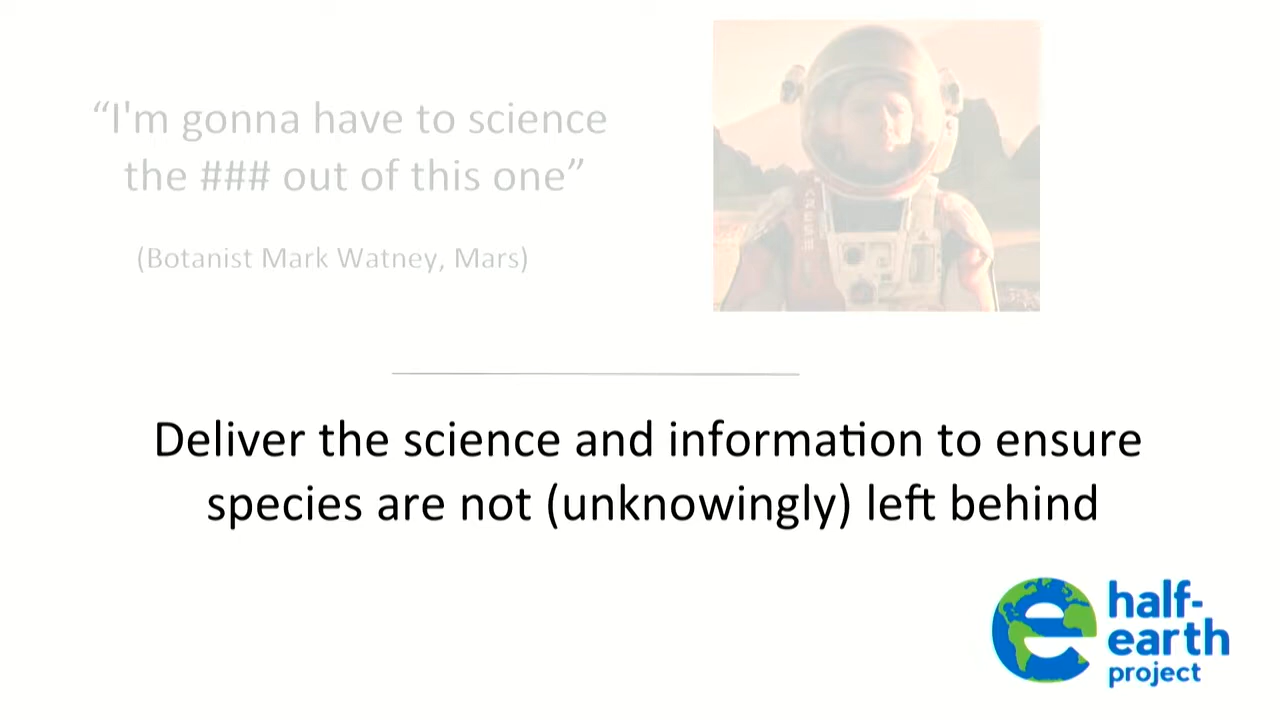 “I'm gonna have to science
the ### out of this one”
(Botanist Mark Watney, Mars)
Deliver the science and information to ensure
species are not (unknowingly) left behind
half-
earth
project